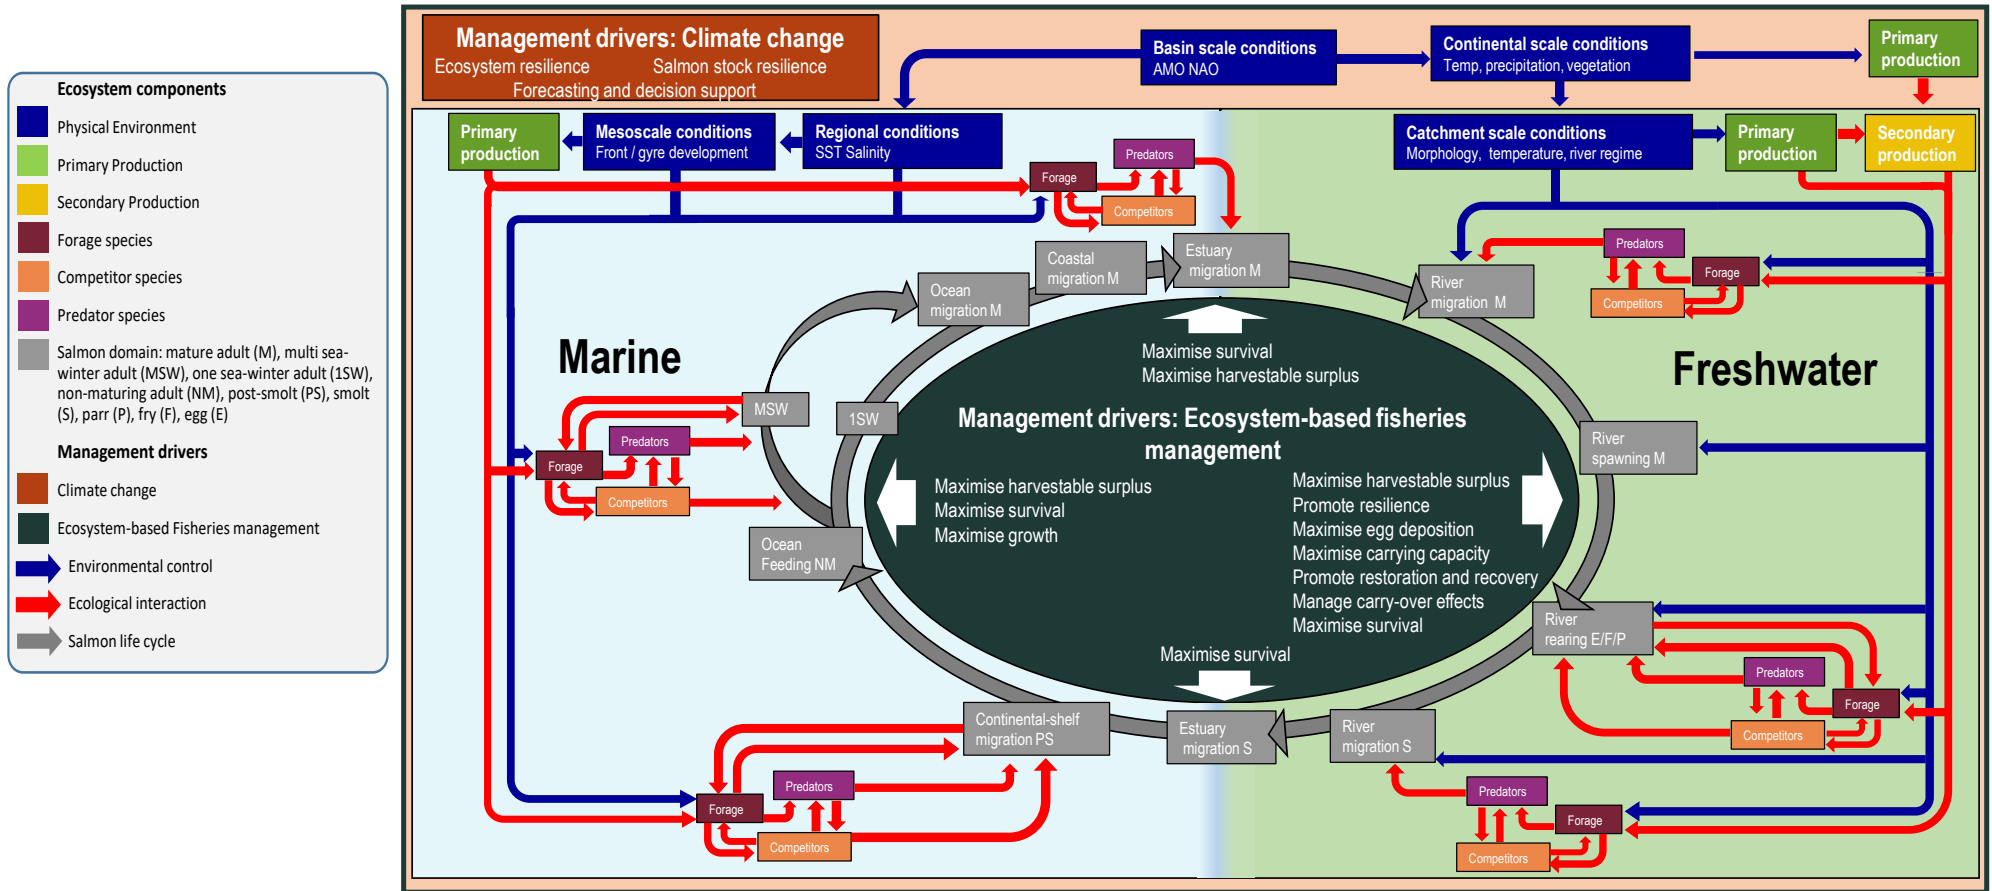 Ecosystem components
Physical Environment
Primary Production
Secondary Production
Forage species
Competitor species
Predator species
Salmon domain: mature adult (M), multi sea-
winter adult (MSW), one sea-winter adult (1SW),
non-maturing adult (NM), post-smolt (PS), smolt
(S), parr (P), fry (F), egg (E)
Management drivers
Climate change
Ecosystem-based Fisheries management
Environmental control
Ecological interaction
Salmon life cycle
Management drivers: Climate change
Ecosystem resilience
Salmon stock resilience
Forecasting and decision support
Basin scale conditions
AMO NAO
Continental scale conditions
Temp, precipitation, vegetation
Primary
production
Primary
production
Mesoscale conditions
Front / gyre development
Regional conditions
SST Salinity
Catchment scale conditions
Morphology, temperature, river regime
Primary
production
Secondary
production
Predators
Forage
Competitors
Predators
Forage
Competitors
Estuary
migration M
Coastal
migration M
Ocean
migration M
River
migration M
Marine
Freshwater
Maximise survival
Maximise harvestable surplus
Management drivers: Ecosystem-based fisheries
management
MSW
1SW
River
spawning M
Predators
Forage
Competitors
Maximise harvestable surplus
Maximise survival
Maximise growth
Maximise harvestable surplus
Promote resilience
Maximise egg deposition
Maximise carrying capacity
Promote restoration and recovery
Manage carry-over effects
Maximise survival
Ocean
Feeding NM
River
rearing E/F/P
Maximise survival
Predators
Forage
Competitors
Continental-shelf
migration PS
Estuary
migration S
River
migration S
Predators
Forage
Competitors
Predators
Forage
Competitors